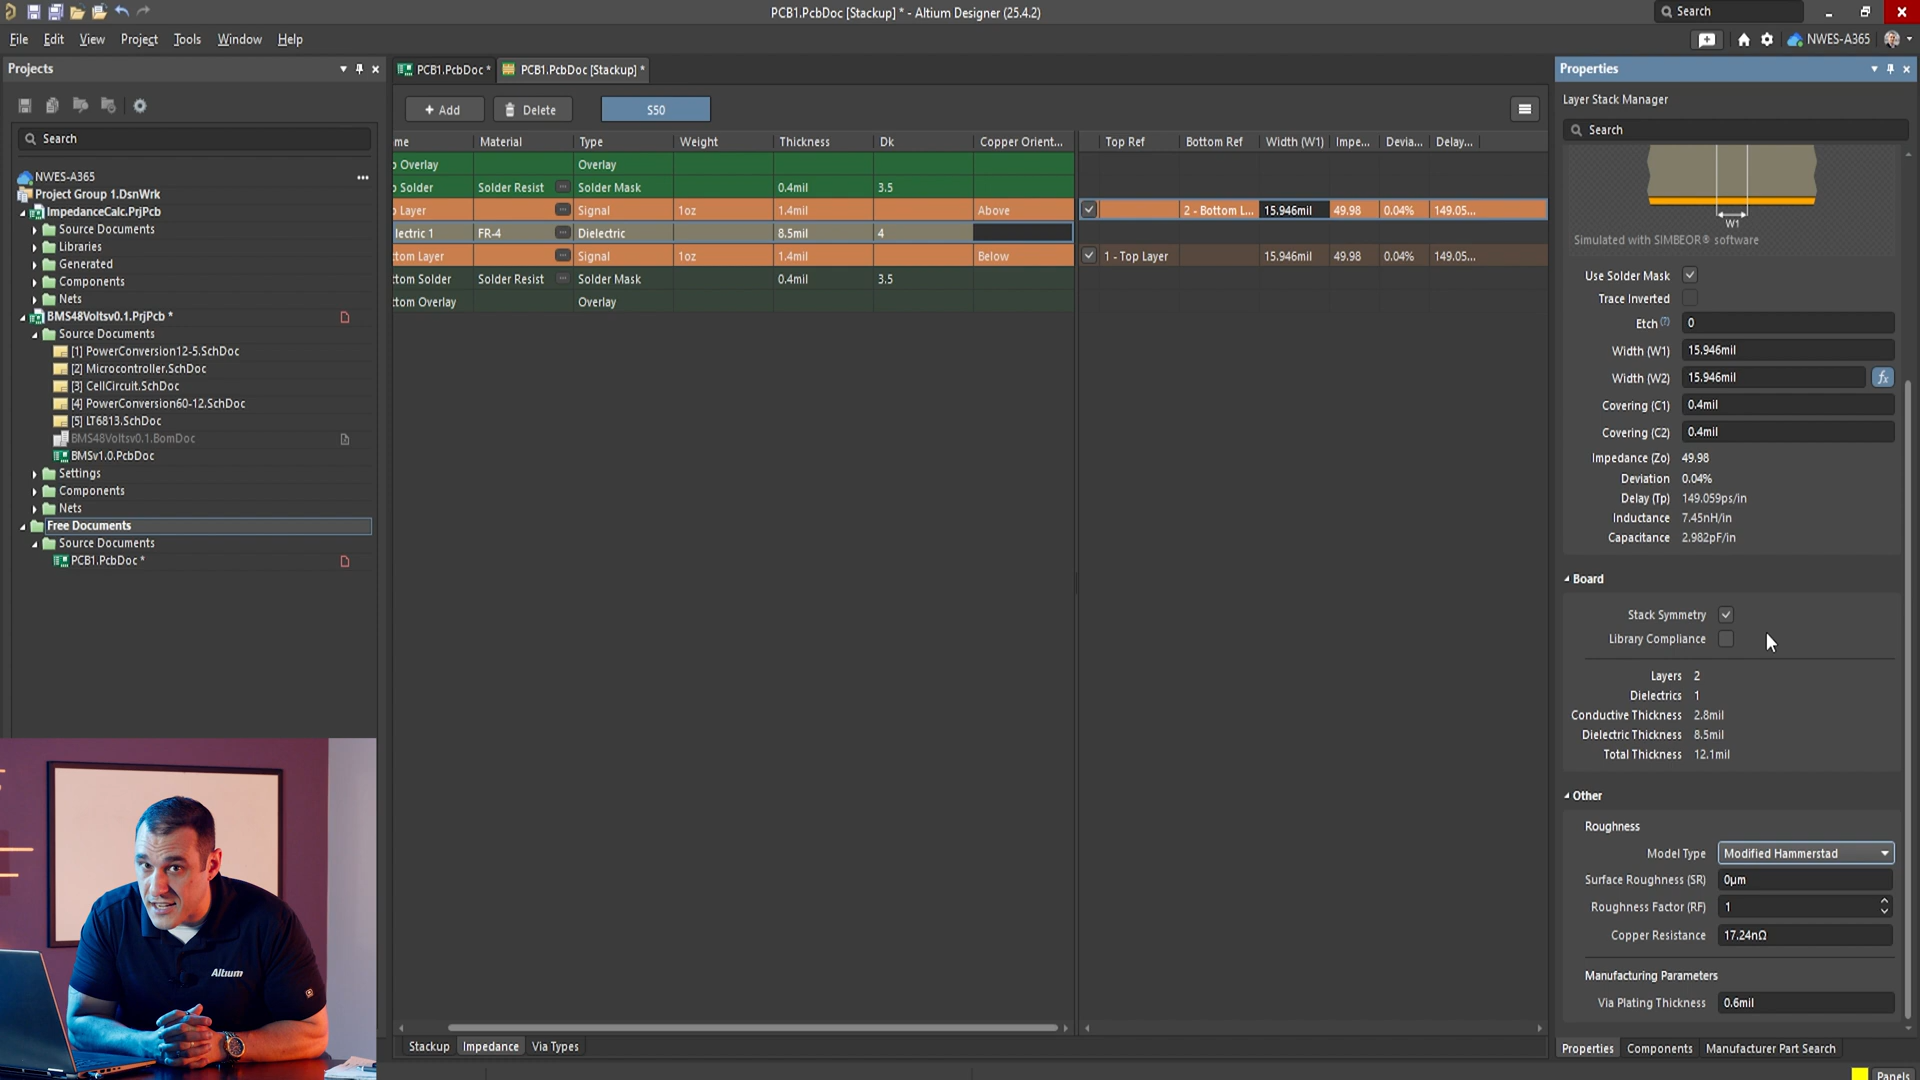 PCB1.PcbDoc [Stackup] * - Altium Designer (25.4.2)
Search
File Edit View Project Tools Window Help
NWES-A365
Projects
Search
NWES-A365
Project Group 1.DsnWrk
ImpedanceCalc.PrjPcb
Source Documents
Libraries
Generated
Components
Nets
BMS48Voltsv0.1.PrjPcb *
Source Documents
[1] PowerConversion12-5.SchDoc
[2] Microcontroller.SchDoc
[3] CellCircuit.SchDoc
[4] PowerConversion60-12.SchDoc
[5] LT6813.SchDoc
BMS48Voltsv0.1.BomDoc
BMSv1.0.PcbDoc
Settings
Components
Nets
Free Documents
Source Documents
PCB1.PcbDoc *
PCB1.PcbDoc * PCB1.PcbDoc [Stackup] *
+ Add Delete S50
me Material Type Weight Thickness Dk Copper Orient... Top Ref Bottom Ref Width (W1) Impe... Devia... Delay...
p Overlay Overlay
p Solder Solder Resist ... Solder Mask 0.4mil 3.5
p Layer ... Signal 1oz 1.4mil Above 2 - Bottom L... 15.946mil 49.98 0.04% 149.05...
lectric 1 FR-4 ... Dielectric 8.5mil 4
ttom Layer ... Signal 1oz 1.4mil Below 1 - Top Layer 15.946mil 49.98 0.04% 149.05...
ttom Solder Solder Resist ... Solder Mask 0.4mil 3.5
ttom Overlay Overlay
Stackup Impedance Via Types
Properties
Layer Stack Manager
Search
W1
Simulated with SIMBEOR® software
Use Solder Mask
Trace Inverted
Etch [?] 0
Width (W1) 15.946mil
Width (W2) 15.946mil fx
Covering (C1) 0.4mil
Covering (C2) 0.4mil
Impedance (Zo) 49.98
Deviation 0.04%
Delay (Tp) 149.059ps/in
Inductance 7.45nH/in
Capacitance 2.982pF/in
Board
Stack Symmetry
Library Compliance
Layers 2
Dielectrics 1
Conductive Thickness 2.8mil
Dielectric Thickness 8.5mil
Total Thickness 12.1mil
Other
Roughness
Model Type Modified Hammerstad
Surface Roughness (SR) 0µm
Roughness Factor (RF) 1
Copper Resistance 17.24nΩ
Manufacturing Parameters
Via Plating Thickness 0.6mil
Properties Components Manufacturer Part Search
Panels
Altium